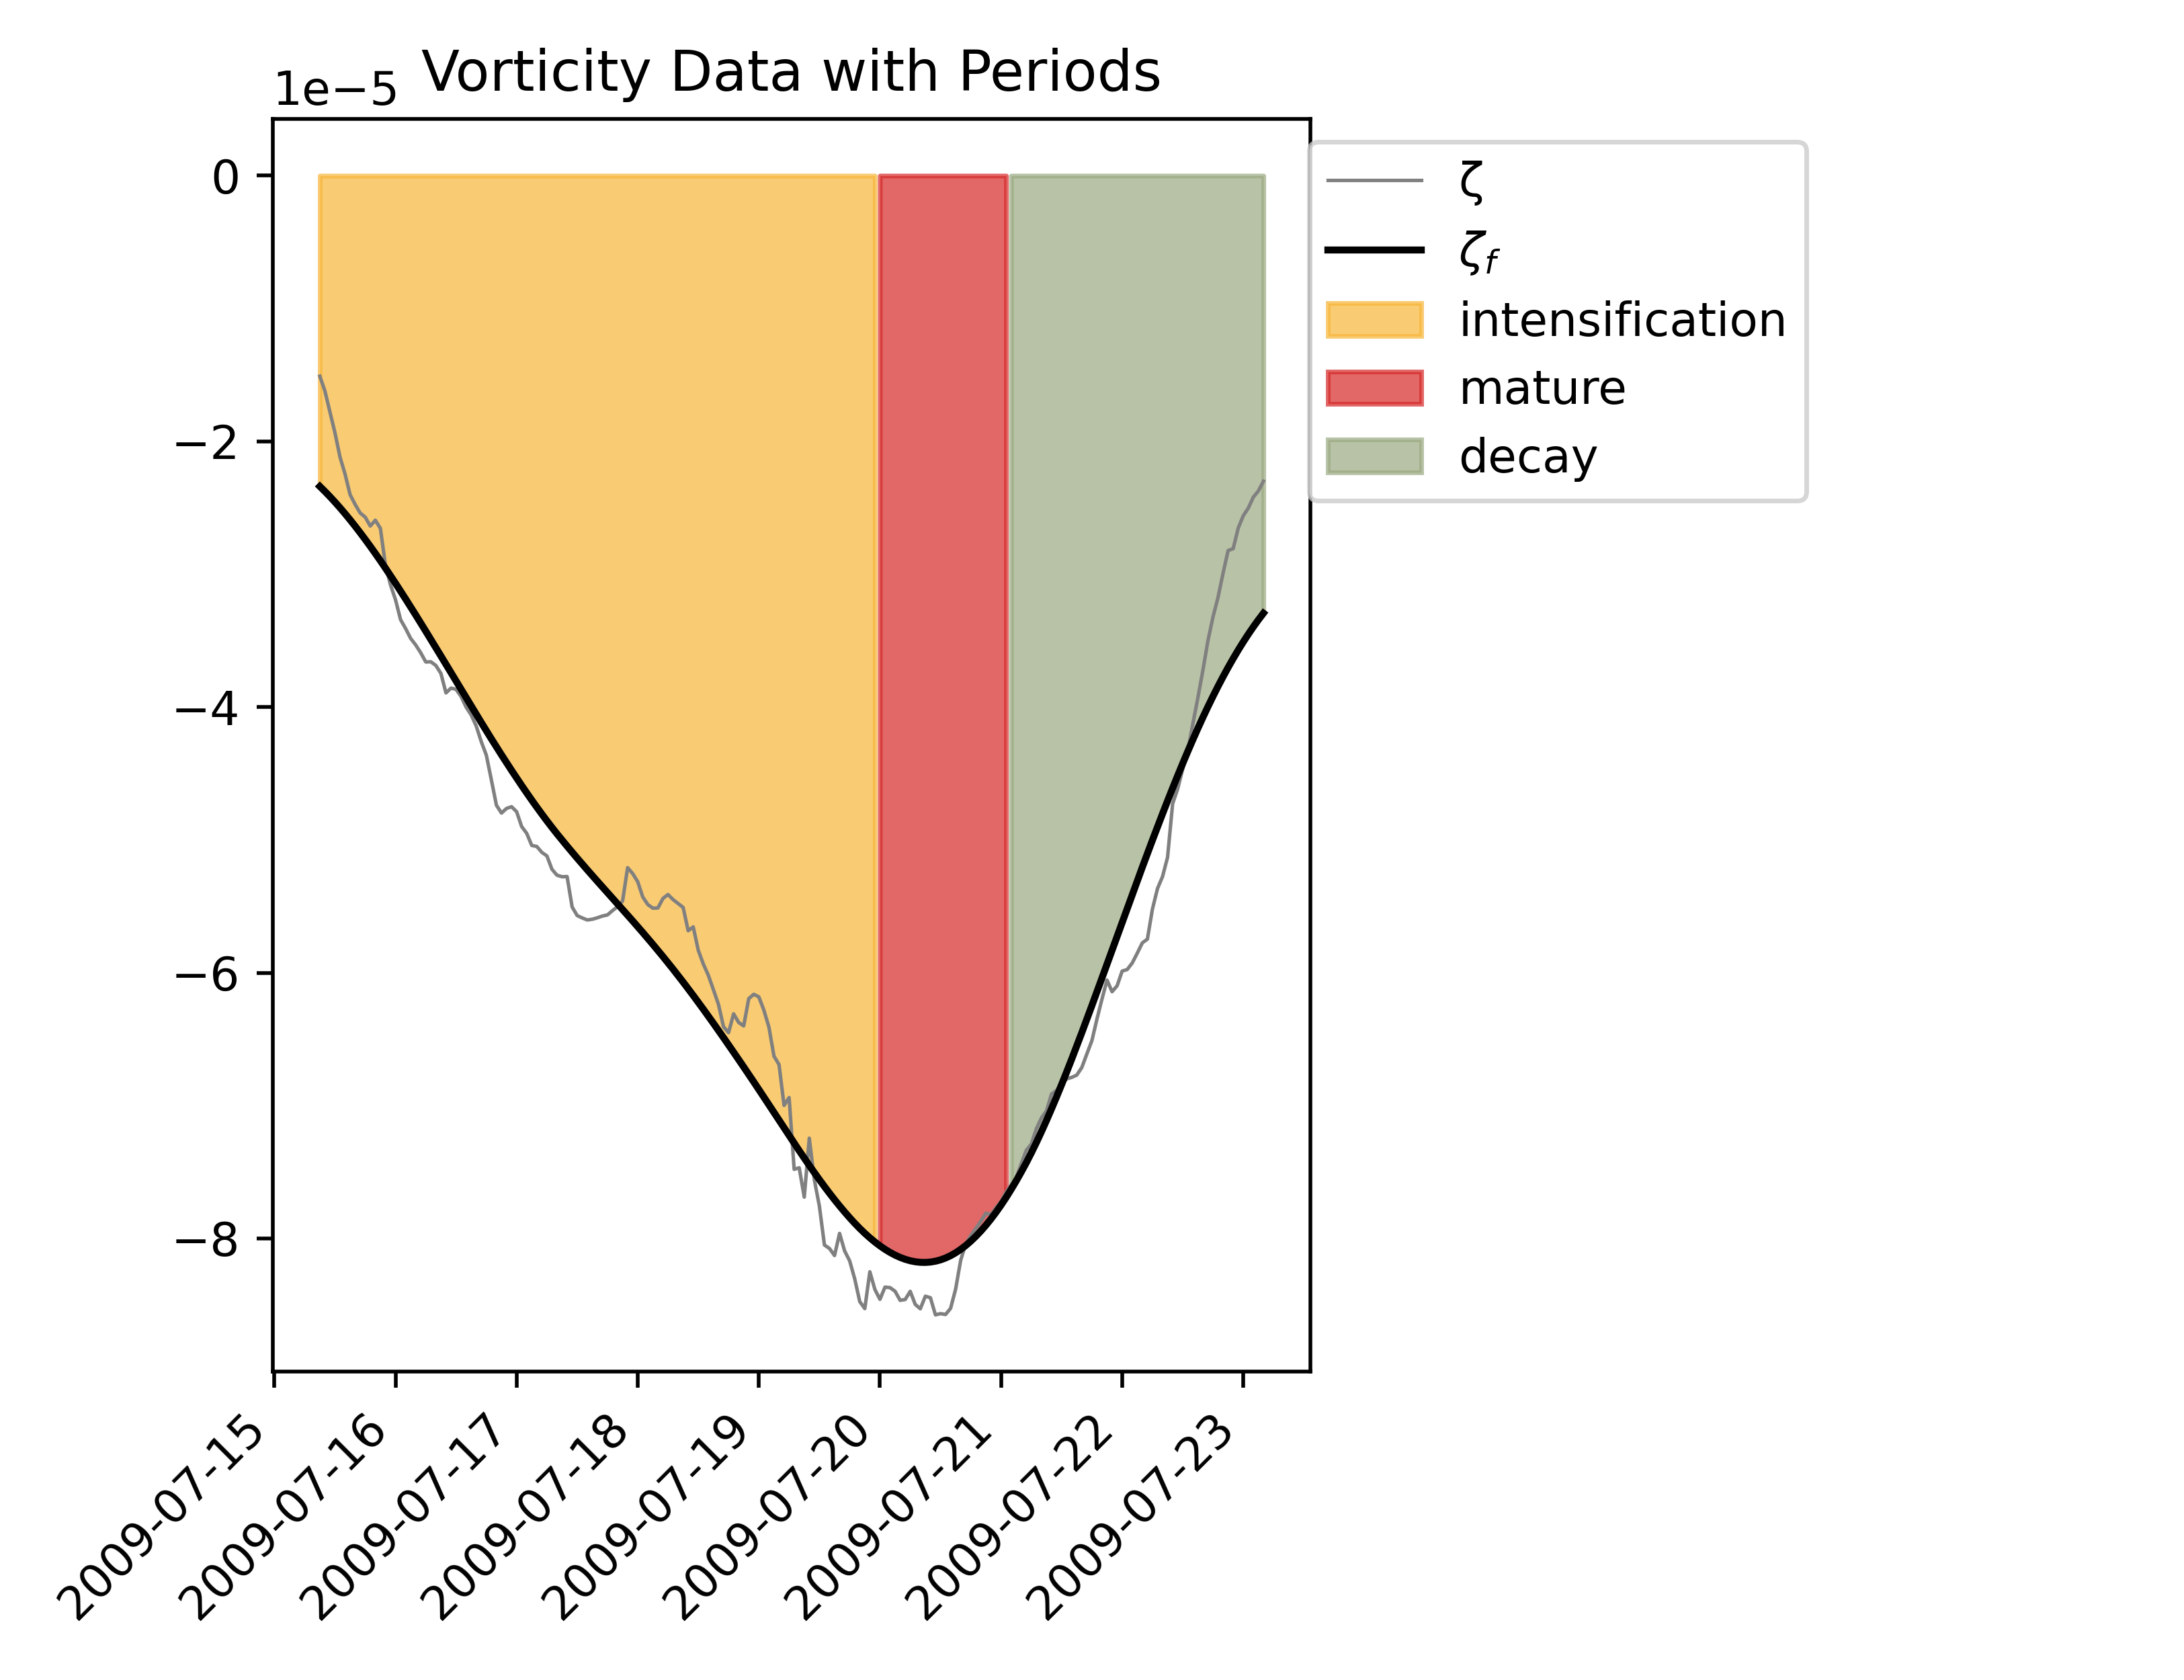 Vorticity Data with Periods
1e−5
0
−2
−4
−6
−8
2009-07-15
2009-07-16
2009-07-17
2009-07-18
2009-07-19
2009-07-20
2009-07-21
2009-07-22
2009-07-23
ζ
ζf
intensification
mature
decay